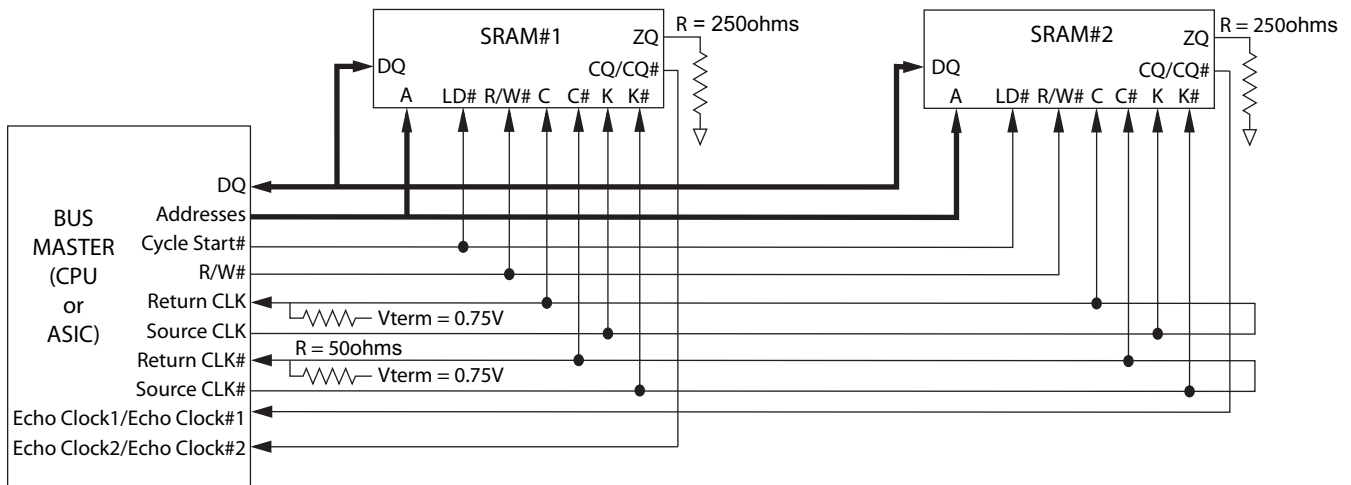 R = 250ohms
R = 250ohms
SRAM#1
ZQ
SRAM#2
ZQ
DQ
CQ/CQ#
DQ
CQ/CQ#
A LD# R/W# C C# K K#
A LD# R/W# C C# K K#
DQ
BUS
MASTER
(CPU
or
ASIC)
Addresses
Cycle Start#
R/W#
Return CLK
Vterm = 0.75V
Source CLK
R = 50ohms
Return CLK#
Vterm = 0.75V
Source CLK#
Echo Clock1/Echo Clock#1
Echo Clock2/Echo Clock#2